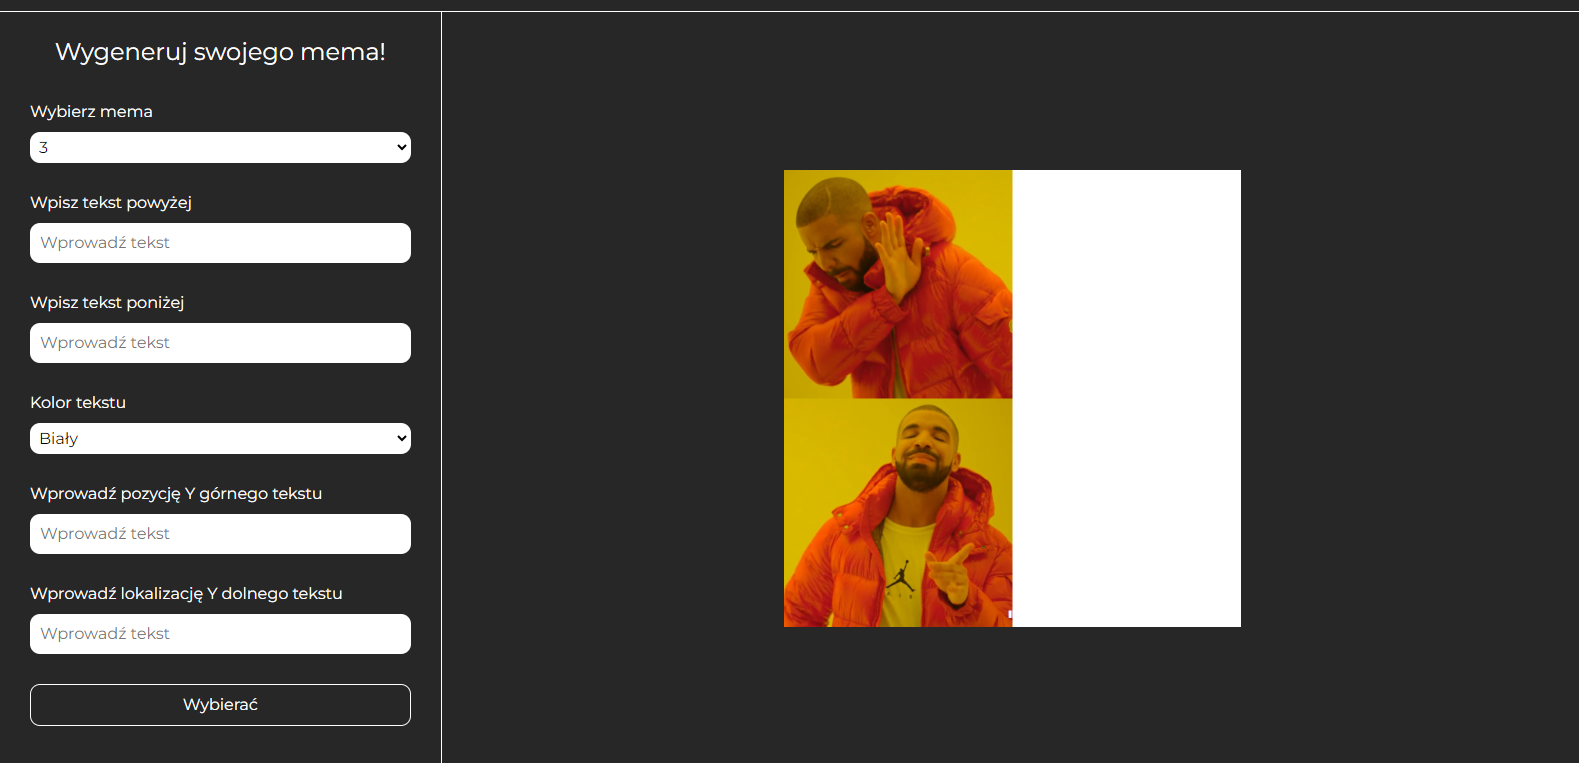 Wygeneruj swojego mema!
Wybierz mema
3
Wpisz tekst powyżej
Wprowadź tekst
Wpisz tekst poniżej
Wprowadź tekst
Kolor tekstu
Biały
Wprowadź pozycję Y górnego tekstu
Wprowadź tekst
Wprowadź lokalizację Y dolnego tekstu
Wprowadź tekst
Wybierać